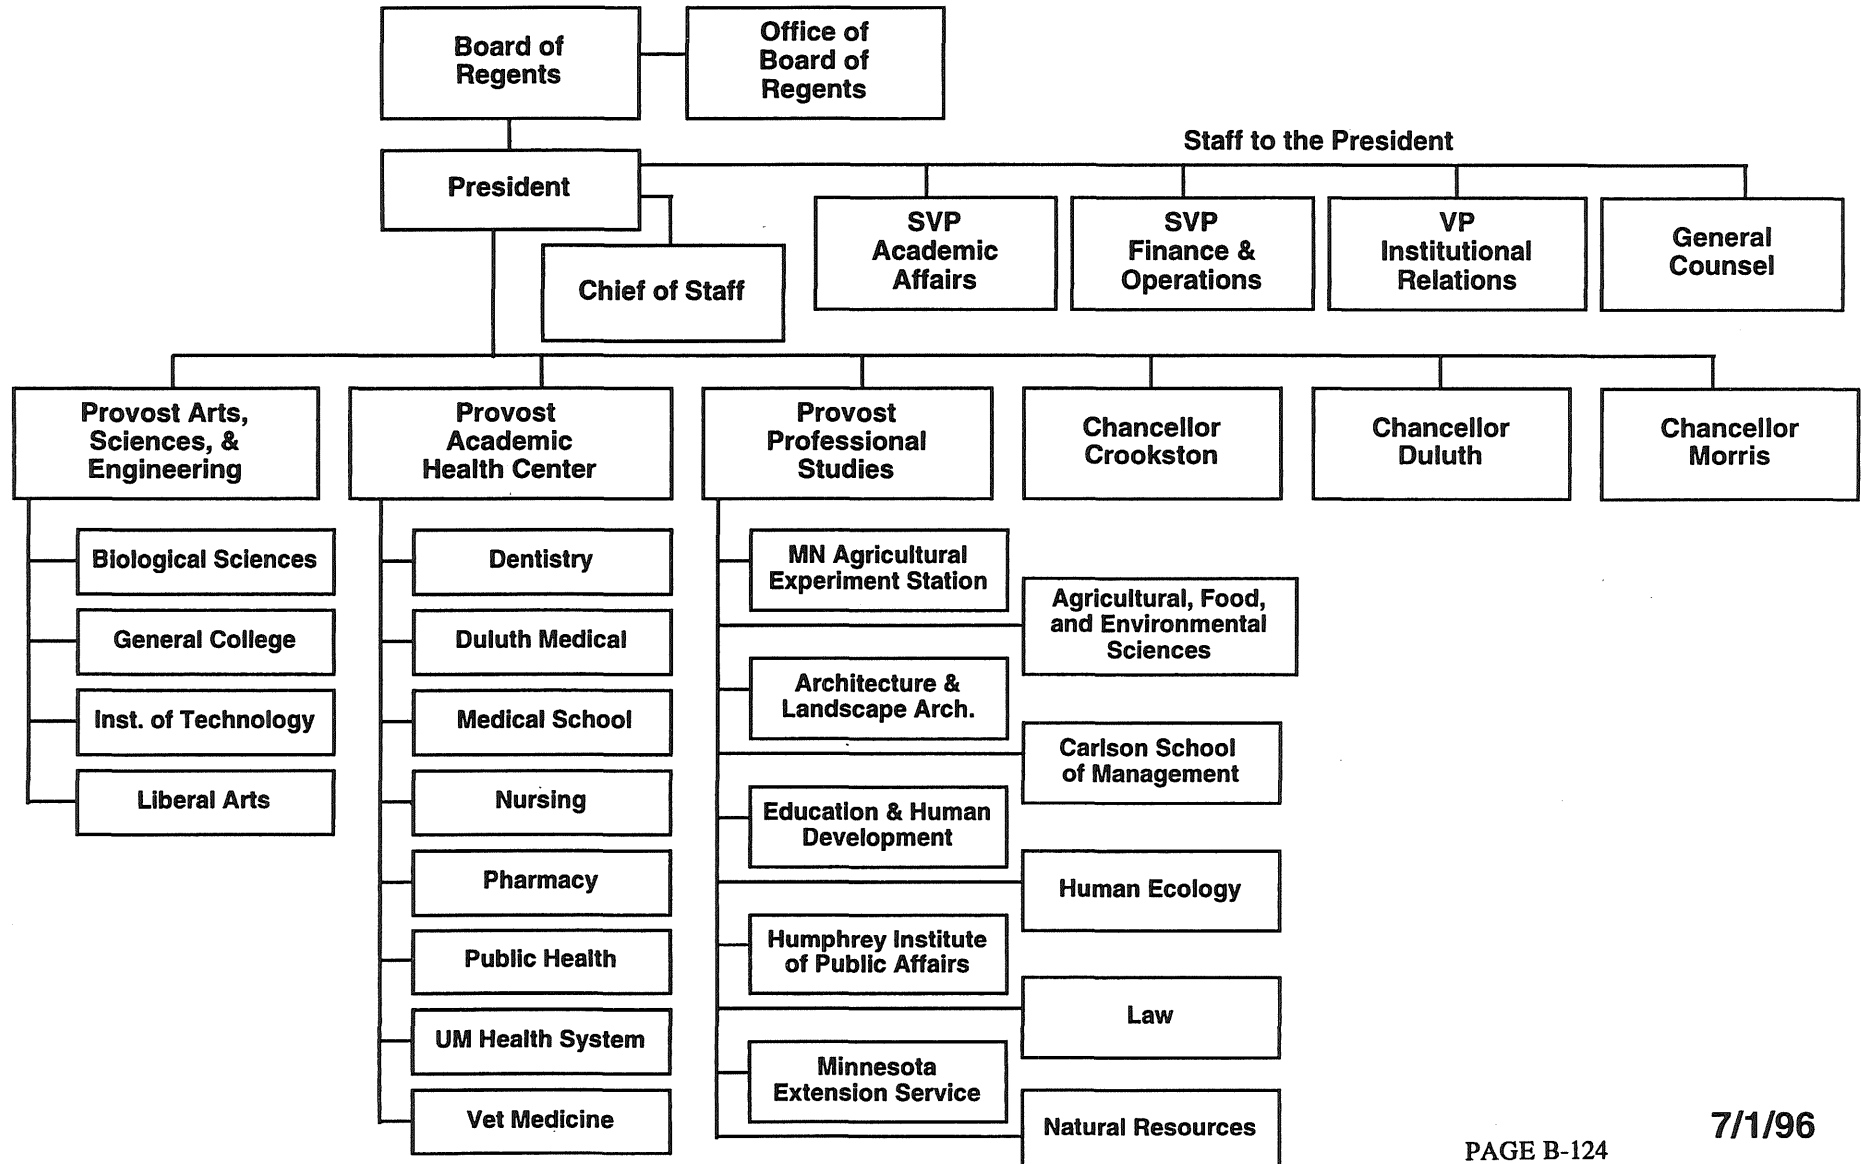 Board of
Regents
Office of
Board of
Regents
Staff to the President
President
Chief of Staff
SVP
Academic
Affairs
SVP
Finance &
Operations
VP
Institutional
Relations
General
Counsel
Provost Arts,
Sciences, &
Engineering
Provost
Academic
Health Center
Provost
Professional
Studies
Chancellor
Crookston
Chancellor
Duluth
Chancellor
Morris
Biological Sciences
General College
Inst. of Technology
Liberal Arts
Dentistry
Duluth Medical
Medical School
Nursing
Pharmacy
Public Health
UM Health System
Vet Medicine
MN Agricultural
Experiment Station
Agricultural, Food,
and Environmental
Sciences
Architecture &
Landscape Arch.
Carlson School
of Management
Education & Human
Development
Human Ecology
Humphrey Institute
of Public Affairs
Law
Minnesota
Extension Service
Natural Resources
7/1/96
PAGE B-124